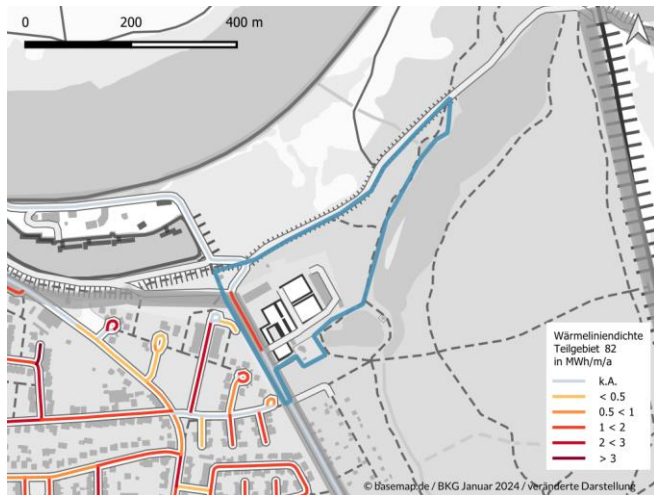 0 200 400 m
Wärmeliniendichte
Teilgebiet 82
in MWh/m/a
k.A.
< 0.5
0.5 < 1
1 < 2
2 < 3
> 3
© basemap.de / BKG Januar 2024 / veränderte Darstellung